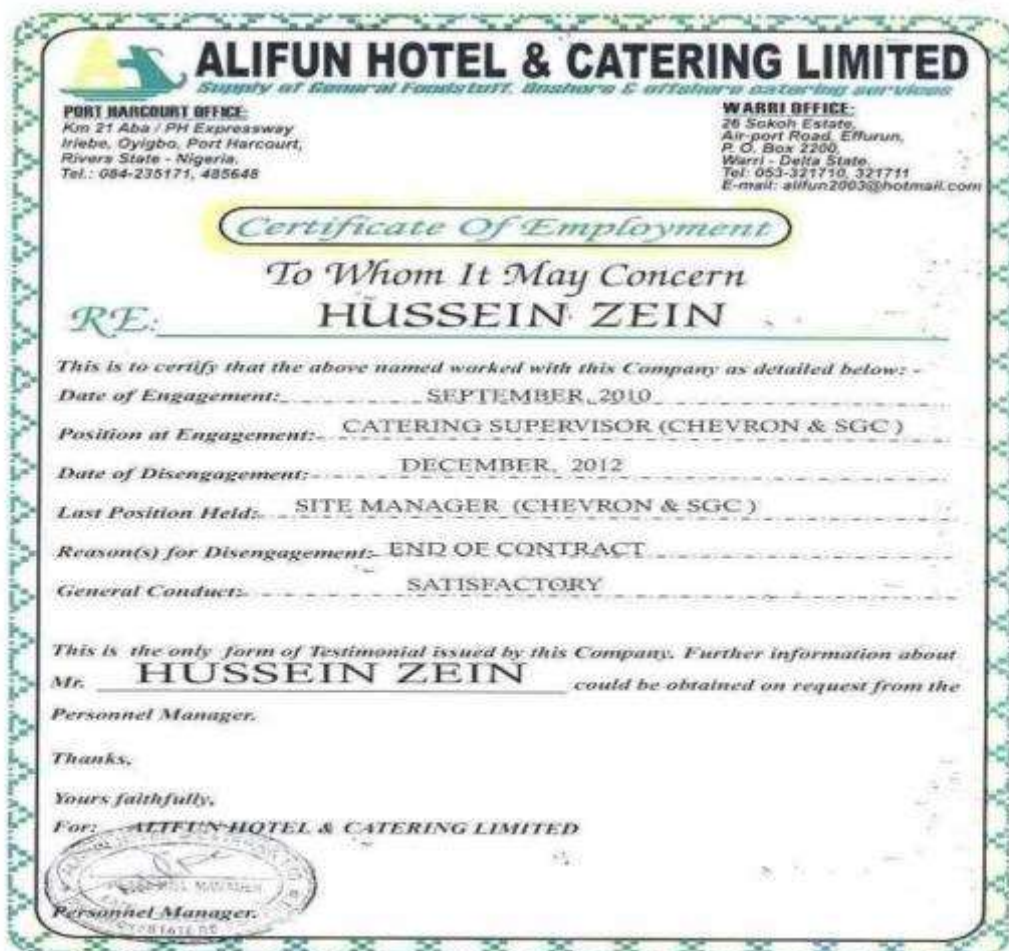 ALIFUN HOTEL & CATERING LIMITED
Supply of General Foodstuff, Onshore & offshore catering services
PORT HARCOURT OFFICE:
Km 21 Aba / PH Expressway
Iriebe, Oyigbo, Port Harcourt,
Rivers State - Nigeria.
Tel.: 084-235171, 485648
WARRI OFFICE:
26 Sokoh Estate,
Air-port Road, Effurun,
P. O. Box 2200,
Warri - Delta State.
Tel: 053-321710, 321711
E-mail: alifun2003@hotmail.com
Certificate Of Employment
To Whom It May Concern
RE: HUSSEIN ZEIN
This is to certify that the above named worked with this Company as detailed below: -
Date of Engagement: SEPTEMBER, 2010
Position at Engagement: CATERING SUPERVISOR (CHEVRON & SGC )
Date of Disengagement: DECEMBER, 2012
Last Position Held: SITE MANAGER (CHEVRON & SGC )
Reason(s) for Disengagement: END OF CONTRACT
General Conduct: SATISFACTORY
This is the only form of Testimonial issued by this Company. Further information about
Mr. HUSSEIN ZEIN could be obtained on request from the
Personnel Manager.
Thanks,
Yours faithfully,
For: ALIFUN HOTEL & CATERING LIMITED
PERSONNEL MANAGER
Personnel Manager.